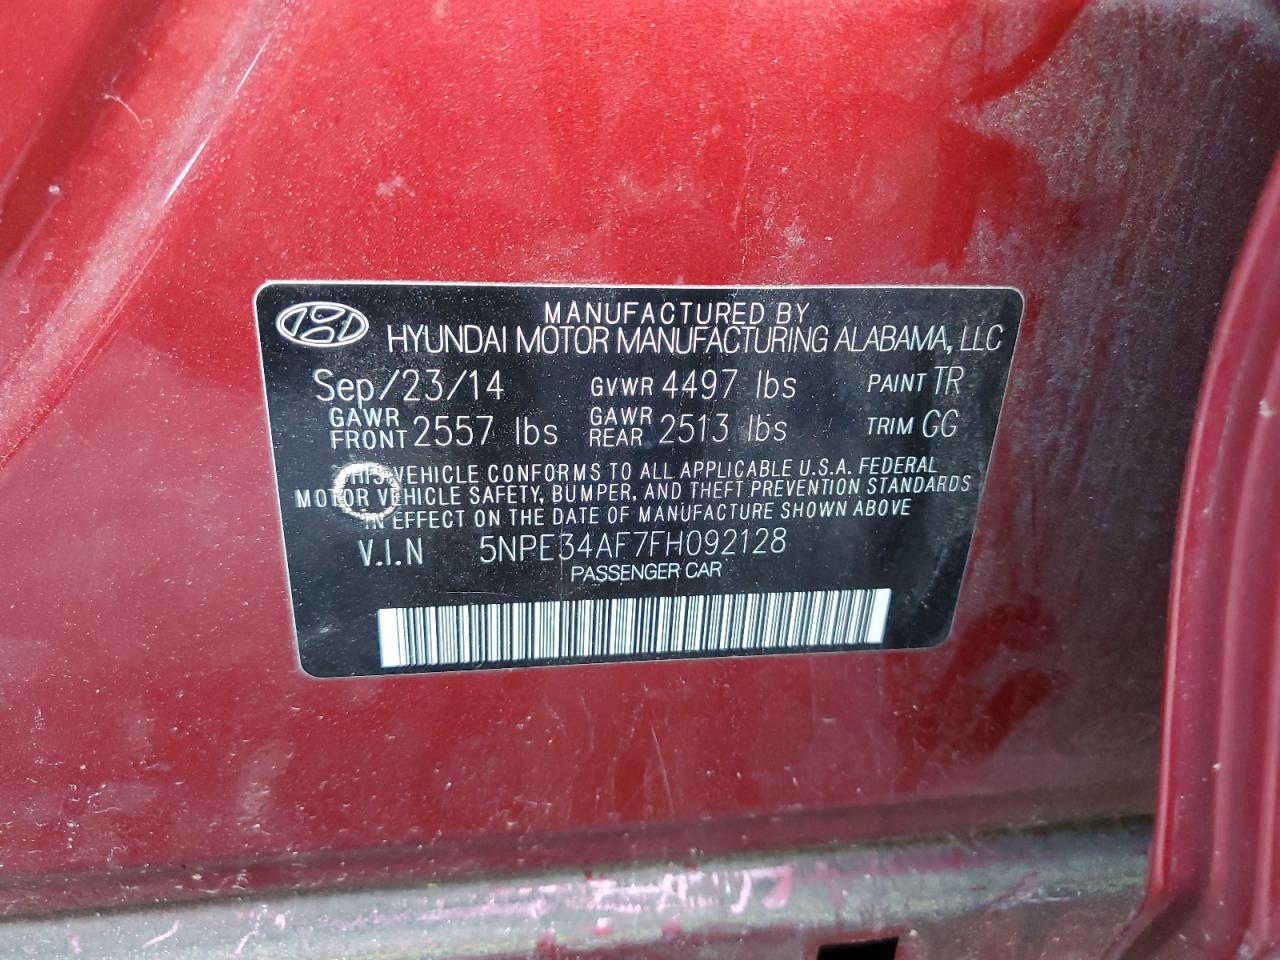 MANUFACTURED BY
HYUNDAI MOTOR MANUFACTURING ALABAMA, LLC
Sep/23/14 GVWR 4497 lbs PAINT TR
GAWR FRONT 2557 lbs GAWR REAR 2513 lbs TRIM CG
THIS VEHICLE CONFORMS TO ALL APPLICABLE U.S.A. FEDERAL
MOTOR VEHICLE SAFETY, BUMPER, AND THEFT PREVENTION STANDARDS
IN EFFECT ON THE DATE OF MANUFACTURE SHOWN ABOVE
V.I.N 5NPE34AF7FH092128
PASSENGER CAR